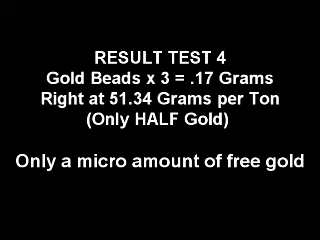 RESULT TEST 4
Gold Beads x 3 = .17 Grams
Right at 51.34 Grams per Ton
(Only HALF Gold)
Only a micro amount of free gold